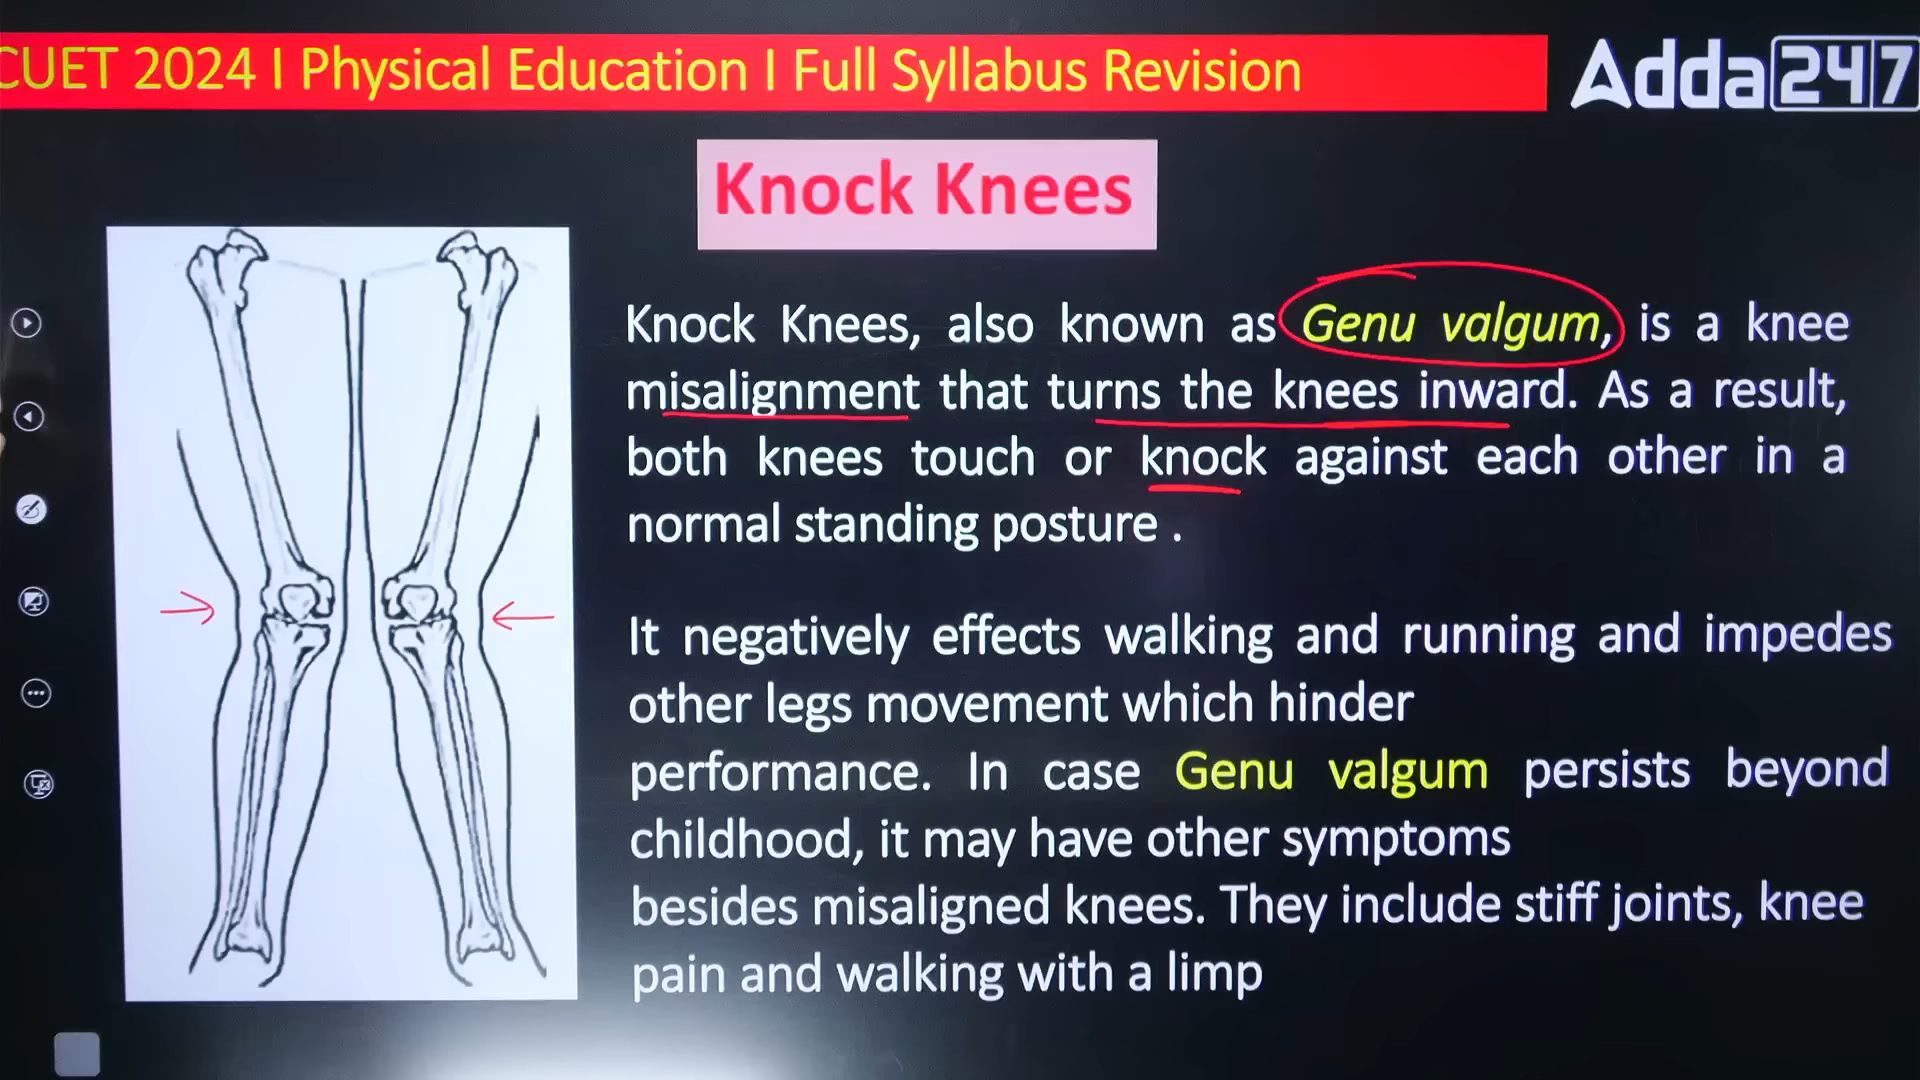 CUET 2024 I Physical Education I Full Syllabus Revision
Adda247
Knock Knees
Knock Knees, also known as Genu valgum, is a knee
misalignment that turns the knees inward. As a result,
both knees touch or knock against each other in a
normal standing posture .
It negatively effects walking and running and impedes
other legs movement which hinder
performance. In case Genu valgum persists beyond
childhood, it may have other symptoms
besides misaligned knees. They include stiff joints, knee
pain and walking with a limp